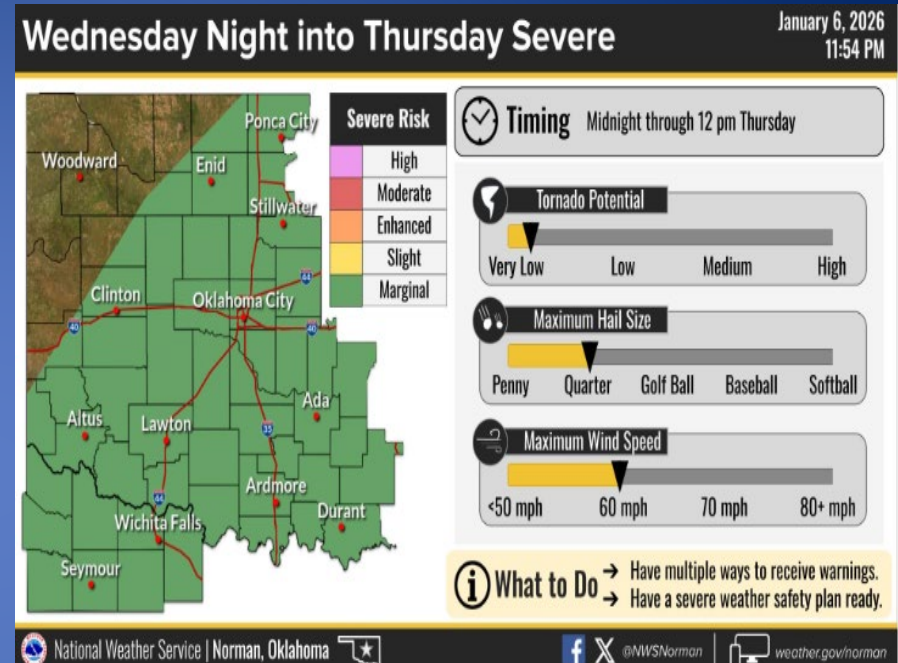 Wednesday Night into Thursday Severe
January 6, 2026
11:54 PM
Ponca City
Woodward
Enid
Stillwater
Clinton
Oklahoma City
44
40
40
Ada
Altus
Lawton
35
Ardmore
44
Durant
Wichita Falls
Seymour
Severe Risk
High
Moderate
Enhanced
Slight
Marginal
Timing Midnight through 12 pm Thursday
Tornado Potential
Very Low Low Medium High
Maximum Hail Size
Penny Quarter Golf Ball Baseball Softball
Maximum Wind Speed
<50 mph 60 mph 70 mph 80+ mph
What to Do → Have multiple ways to receive warnings.
→ Have a severe weather safety plan ready.
National Weather Service | Norman, Oklahoma
@NWSNorman
weather.gov/norman